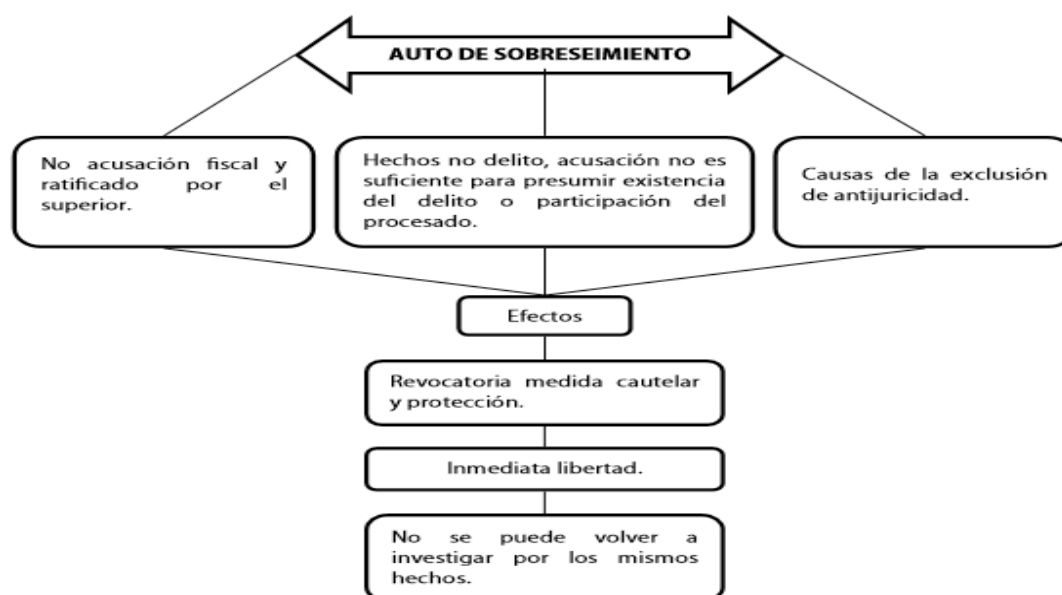 AUTO DE SOBRESEIMIENTO
No acusación fiscal y
ratificado por el
superior.
Hechos no delito, acusación no es
suficiente para presumir existencia
del delito o participación del
procesado.
Causas de la exclusión
de antijuricidad.
Efectos
Revocatoria medida cautelar
y protección.
Inmediata libertad.
No se puede volver a
investigar por los mismos
hechos.